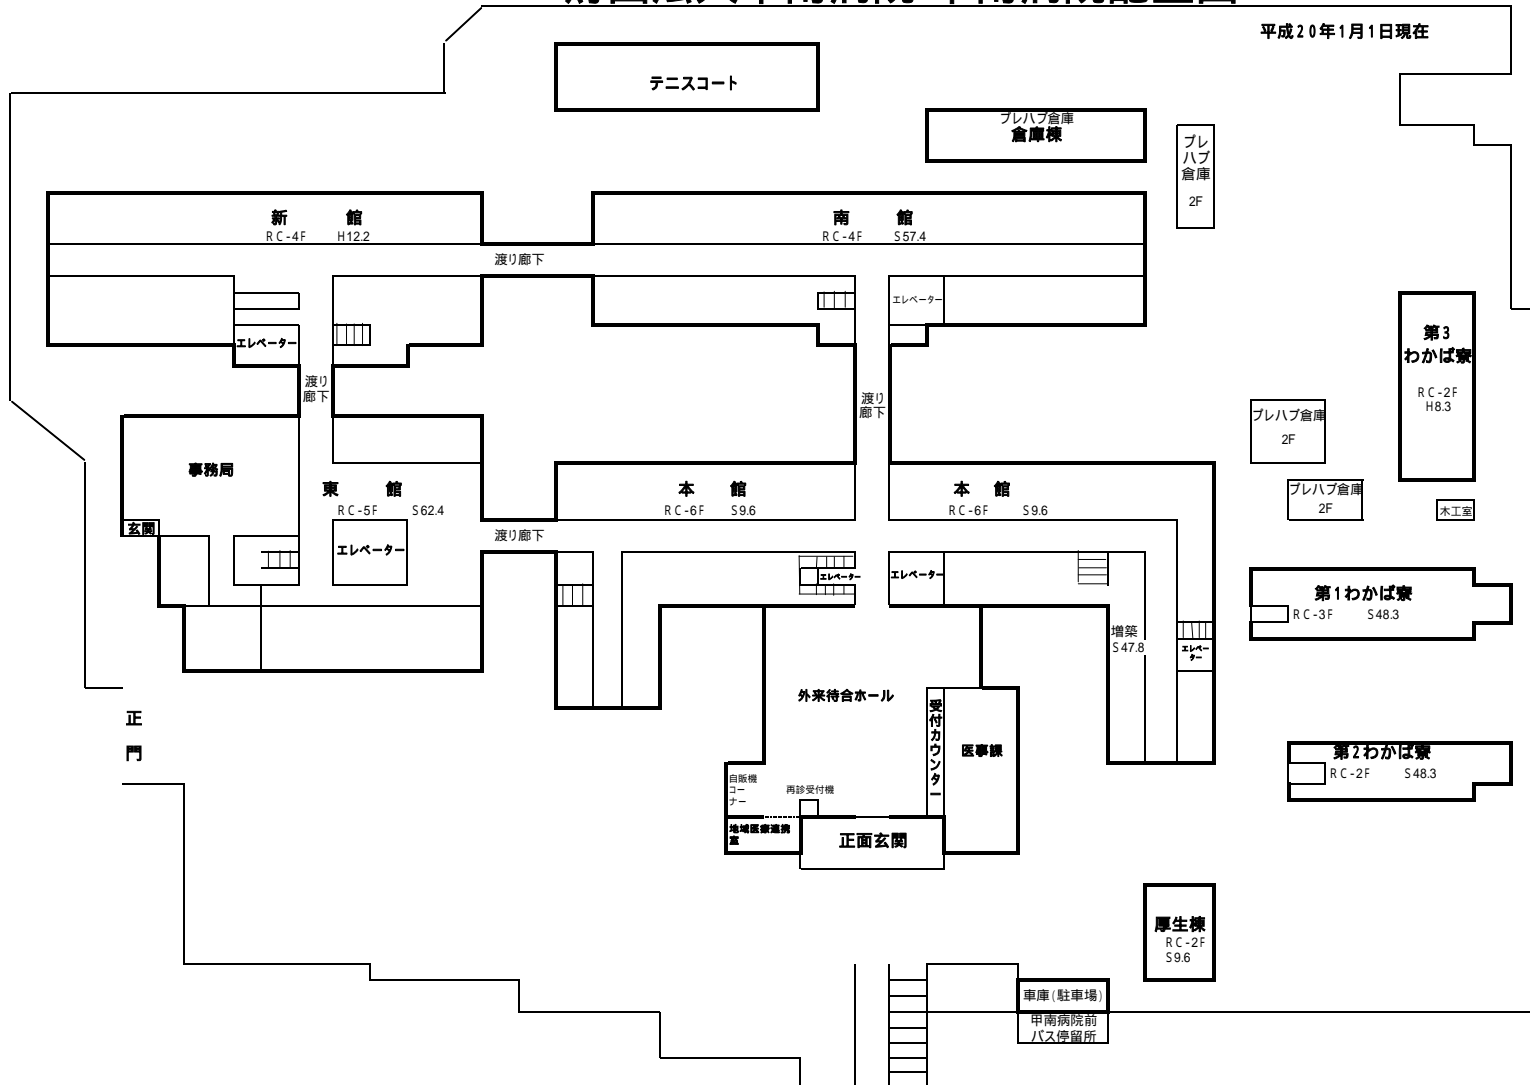 平成20年1月1日現在
テニスコート
プレハブ倉庫
倉庫棟
プレ
ハブ
倉庫
2F
新 館
RC-4F H12.2
南 館
RC-4F S57.4
渡り廊下
エレベーター
エレベーター
第3
わかば寮
RC-2F
H8.3
渡り
廊下
渡り
廊下
プレハブ倉庫
2F
事務局
玄関
東 館
RC-5F S62.4
エレベーター
渡り廊下
本 館
RC-6F S9.6
本 館
RC-6F S9.6
プレハブ倉庫
2F
木工室
エレベーター
エレベーター
第1わかば寮
RC-3F S48.3
増築
S47.8
エレベー
ター
外来待合ホール
受付カウンター
医事課
正
門
第2わかば寮
RC-2F S48.3
自販機
コー
ナー
再診受付機
地域医療連携
室
正面玄関
厚生棟
RC-2F
S9.6
車庫(駐車場)
甲南病院前
バス停留所